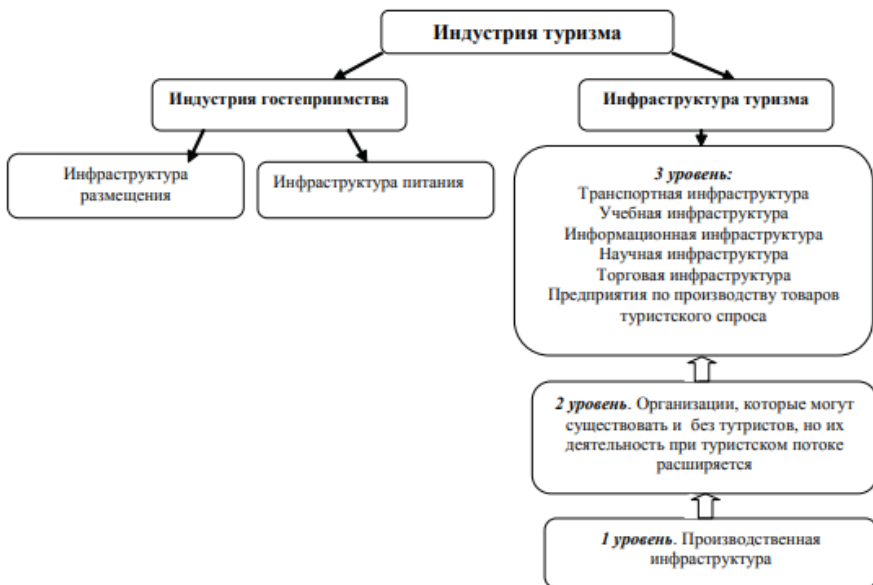 Индустрия туризма
Индустрия гостеприимства
Инфраструктура туризма
Инфраструктура
размещения
Инфраструктура питания
3 уровень:
Транспортная инфраструктура
Учебная инфраструктура
Информационная инфраструктура
Научная инфраструктура
Торговая инфраструктура
Предприятия по производству товаров
туристского спроса
2 уровень. Организации, которые могут
существовать и без тутристов, но их
деятельность при туристском потоке
расширяется
1 уровень. Производственная
инфраструктура